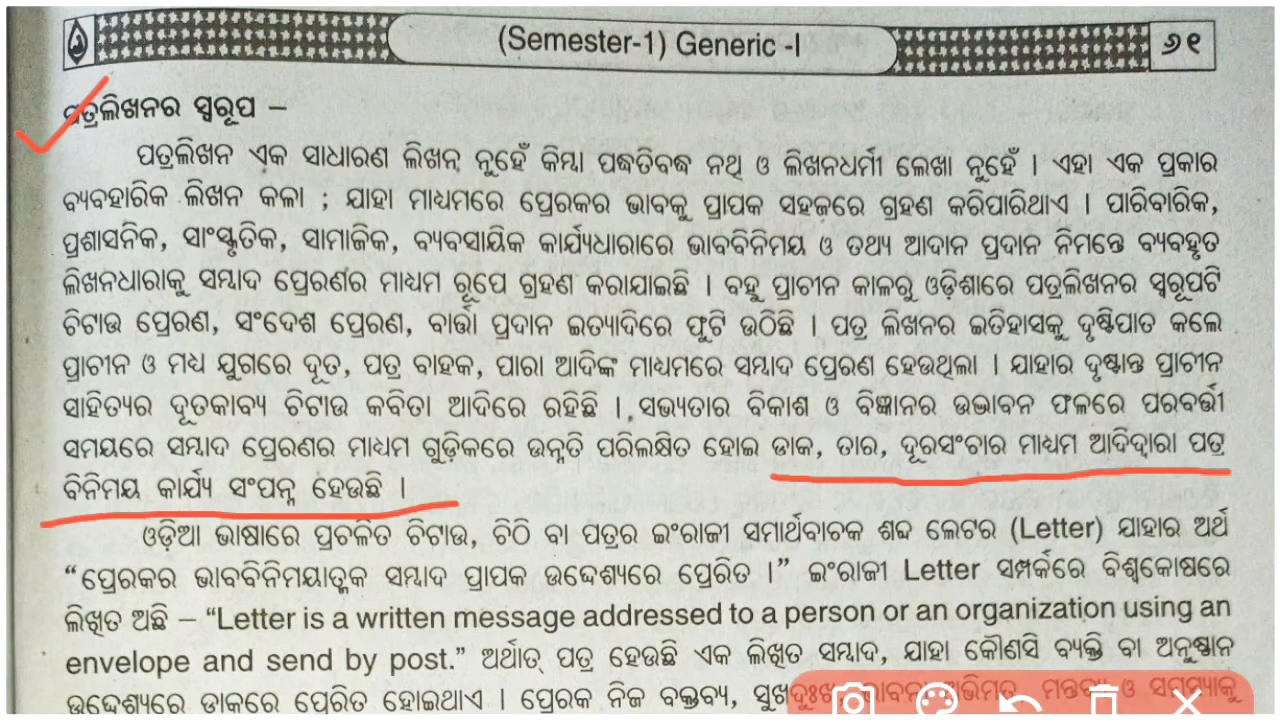 (Semester-1) Generic -I ୬୧
ପତ୍ରଲିଖନର ସ୍ୱରୂପ –
ପତ୍ରଲିଖନ ଏକ ସାଧାରଣ ଲିଖନ୍ ନୁହେଁ କିମ୍ବା ପଦ୍ଧତିବଦ୍ଧ ନଥି ଓ ଲିଖନଧର୍ମୀ ଲେଖା ନୁହେଁ । ଏହା ଏକ ପ୍ରକାର
ବ୍ୟବହାରିକ ଲିଖନ କଳା ; ଯାହା ମାଧ୍ୟମରେ ପ୍ରେରକର ଭାବକୁ ପ୍ରାପକ ସହଜରେ ଗ୍ରହଣ କରିପାରିଥାଏ । ପାରିବାରିକ,
ପ୍ରଶାସନିକ, ସାଂସ୍କୃତିକ, ସାମାଜିକ, ବ୍ୟବସାୟିକ କାର୍ଯ୍ୟଧାରାରେ ଭାବବିନିମୟ ଓ ତଥ୍ୟ ଆଦାନ ପ୍ରଦାନ ନିମନ୍ତେ ବ୍ୟବହୃତ
ଲିଖନଧାରାକୁ ସମ୍ବାଦ ପ୍ରେରଣର ମାଧ୍ୟମ ରୂପେ ଗ୍ରହଣ କରାଯାଇଛି । ବହୁ ପ୍ରାଚୀନ କାଳରୁ ଓଡ଼ିଶାରେ ପତ୍ରଲିଖନର ସ୍ୱରୂପଟି
ଚିଟାଉ ପ୍ରେରଣ, ସଂଦେଶ ପ୍ରେରଣ, ବାର୍ତ୍ତା ପ୍ରଦାନ ଇତ୍ୟାଦିରେ ଫୁଟି ଉଠିଛି । ପତ୍ର ଲିଖନର ଇତିହାସକୁ ଦୃଷ୍ଟିପାତ କଲେ
ପ୍ରାଚୀନ ଓ ମଧ୍ୟ ଯୁଗରେ ଦୂତ, ପତ୍ର ବାହକ, ପାରା ଆଦିଙ୍କ ମାଧ୍ୟମରେ ସମ୍ବାଦ ପ୍ରେରଣ ହେଉଥିଲା । ଯାହାର ଦୃଷ୍ଟାନ୍ତ ପ୍ରାଚୀନ
ସାହିତ୍ୟର ଦୂତକାବ୍ୟ ଚିଟାଉ କବିତା ଆଦିରେ ରହିଛି । ସଭ୍ୟତାର ବିକାଶ ଓ ବିଜ୍ଞାନର ଉଦ୍ଭାବନ ଫଳରେ ପରବର୍ତ୍ତୀ
ସମୟରେ ସମ୍ବାଦ ପ୍ରେରଣର ମାଧ୍ୟମ ଗୁଡ଼ିକରେ ଉନ୍ନତି ପରିଲକ୍ଷିତ ହୋଇ ଡାକ, ତାର, ଦୂରସଂଚାର ମାଧ୍ୟମ ଆଦିଦ୍ୱାରା ପତ୍ର
ବିନିମୟ କାର୍ଯ୍ୟ ସଂପନ୍ନ ହେଉଛି ।
ଓଡ଼ିଆ ଭାଷାରେ ପ୍ରଚଳିତ ଚିଟାଉ, ଚିଠି ବା ପତ୍ରର ଇଂରାଜୀ ସମାର୍ଥବାଚକ ଶବ୍ଦ ଲେଟର (Letter) ଯାହାର ଅର୍ଥ
“ପ୍ରେରକର ଭାବବିନିମୟାତ୍ମକ ସମ୍ବାଦ ପ୍ରାପକ ଉଦ୍ଦେଶ୍ୟରେ ପ୍ରେରିତ ।” ଇଂରାଜୀ Letter ସମ୍ପର୍କରେ ବିଶ୍ୱକୋଷରେ
ଲିଖିତ ଅଛି – “Letter is a written message addressed to a person or an organization using an
envelope and send by post.” ଅର୍ଥାତ୍ ପତ୍ର ହେଉଛି ଏକ ଲିଖିତ ସମ୍ବାଦ, ଯାହା କୌଣସି ବ୍ୟକ୍ତି ବା ଅନୁଷ୍ଠାନ
ଉଦ୍ଦେଶ୍ୟରେ ଡାକରେ ପ୍ରେରିତ ହୋଇଥାଏ । ପ୍ରେରକ ନିଜ ବକ୍ତବ୍ୟ, ସୁଖଦୁଃଖ, ଅଭିମତ, ମନ୍ତବ୍ୟ ଓ ସମସ୍ୟାକୁ